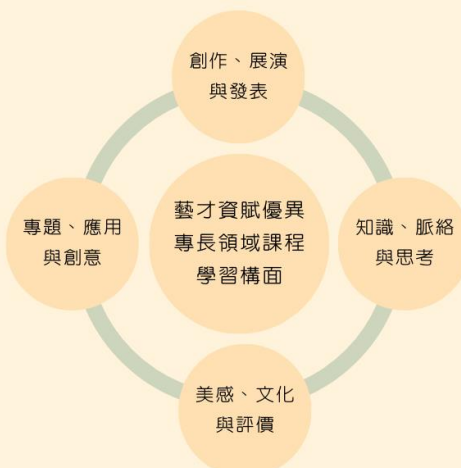 創作、展演
與發表
藝才資賦優異
專長領域課程
學習構面
專題、應用
與創意
知識、脈絡
與思考
美感、文化
與評價